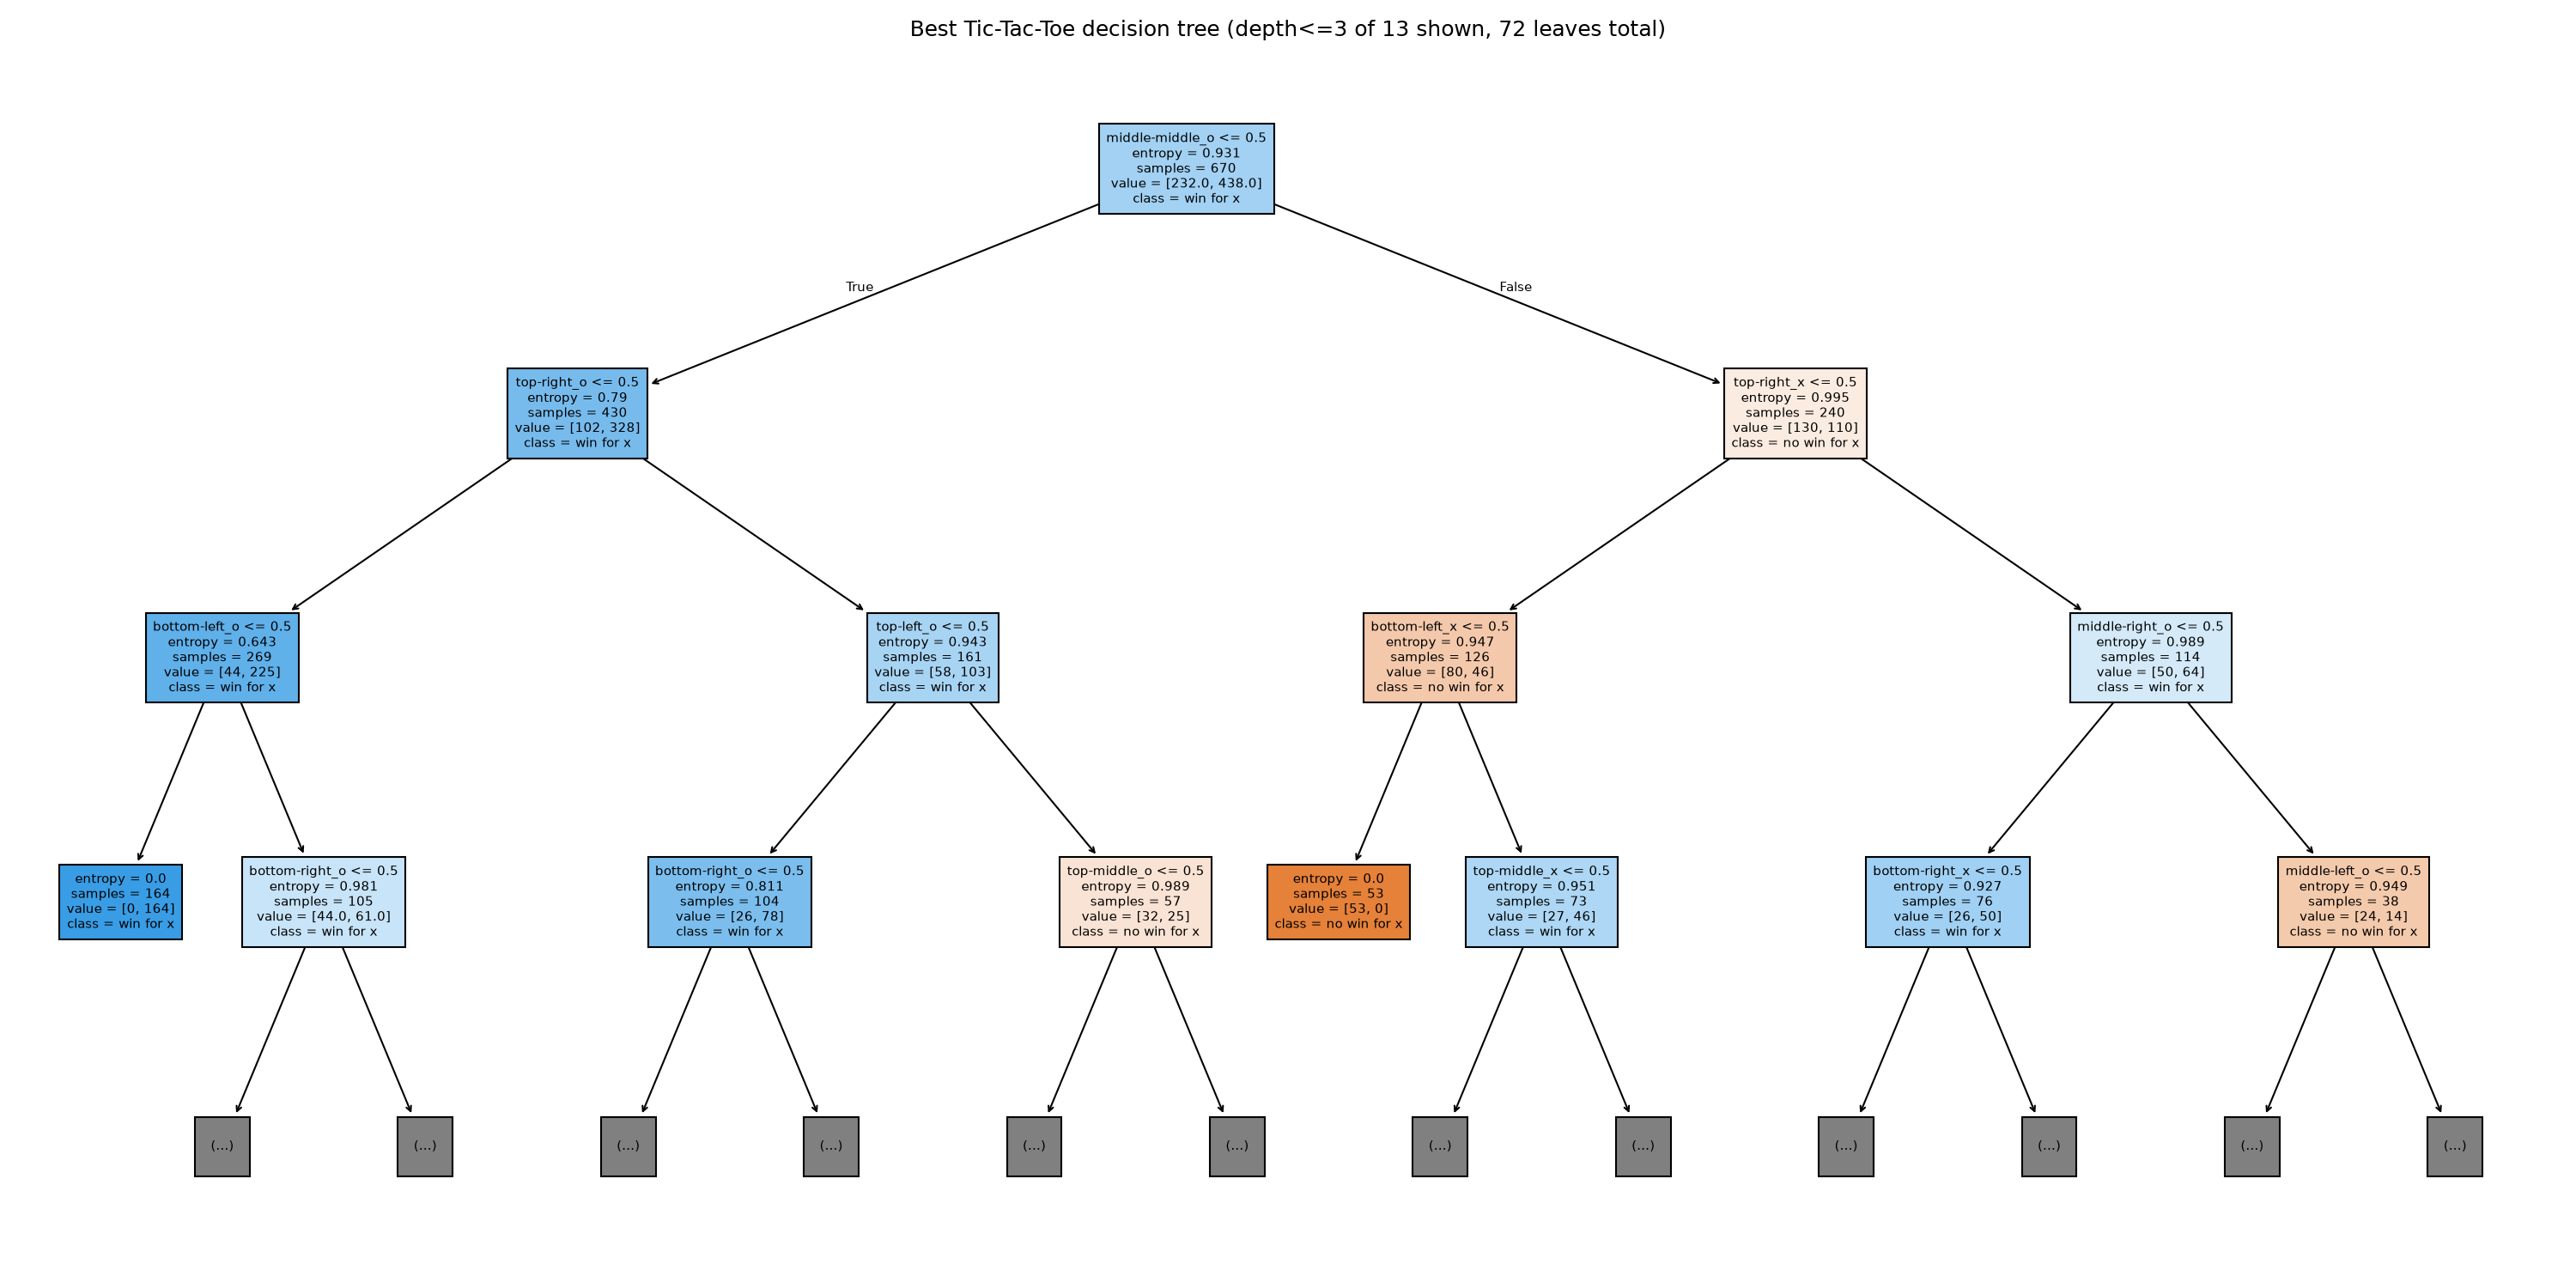 Best Tic-Tac-Toe decision tree (depth<=3 of 13 shown, 72 leaves total)
middle-middle_o <= 0.5
entropy = 0.931
samples = 670
value = [232.0, 438.0]
class = win for x
True
False
top-right_o <= 0.5
entropy = 0.79
samples = 430
value = [102, 328]
class = win for x
top-right_x <= 0.5
entropy = 0.995
samples = 240
value = [130, 110]
class = no win for x
bottom-left_o <= 0.5
entropy = 0.643
samples = 269
value = [44, 225]
class = win for x
top-left_o <= 0.5
entropy = 0.943
samples = 161
value = [58, 103]
class = win for x
bottom-left_x <= 0.5
entropy = 0.947
samples = 126
value = [80, 46]
class = no win for x
middle-right_o <= 0.5
entropy = 0.989
samples = 114
value = [50, 64]
class = win for x
entropy = 0.0
samples = 164
value = [0, 164]
class = win for x
bottom-right_o <= 0.5
entropy = 0.981
samples = 105
value = [44.0, 61.0]
class = win for x
bottom-right_o <= 0.5
entropy = 0.811
samples = 104
value = [26, 78]
class = win for x
top-middle_o <= 0.5
entropy = 0.989
samples = 57
value = [32, 25]
class = no win for x
entropy = 0.0
samples = 53
value = [53, 0]
class = no win for x
top-middle_x <= 0.5
entropy = 0.951
samples = 73
value = [27, 46]
class = win for x
bottom-right_x <= 0.5
entropy = 0.927
samples = 76
value = [26, 50]
class = win for x
middle-left_o <= 0.5
entropy = 0.949
samples = 38
value = [24, 14]
class = no win for x
(...)
(...)
(...)
(...)
(...)
(...)
(...)
(...)
(...)
(...)
(...)
(...)